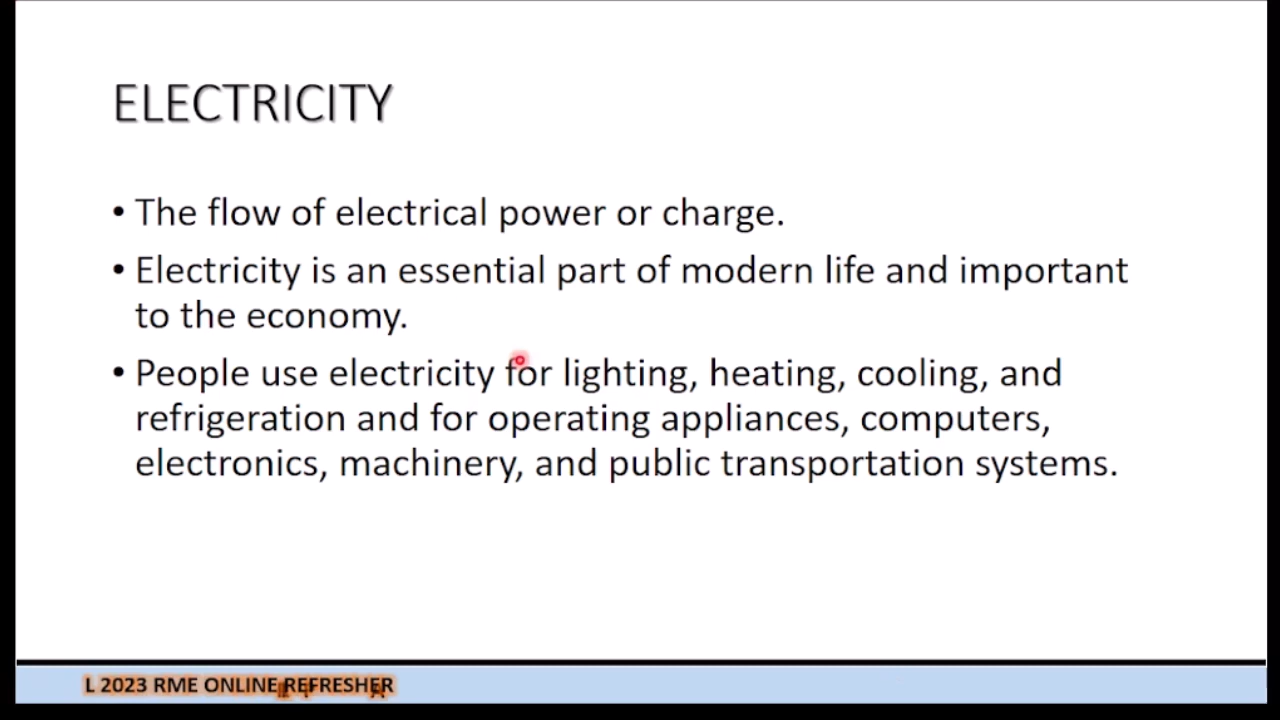 ELECTRICITY
• The flow of electrical power or charge.
• Electricity is an essential part of modern life and important
to the economy.
• People use electricity for lighting, heating, cooling, and
refrigeration and for operating appliances, computers,
electronics, machinery, and public transportation systems.
L 2023 RME ONLINE REFRESHER